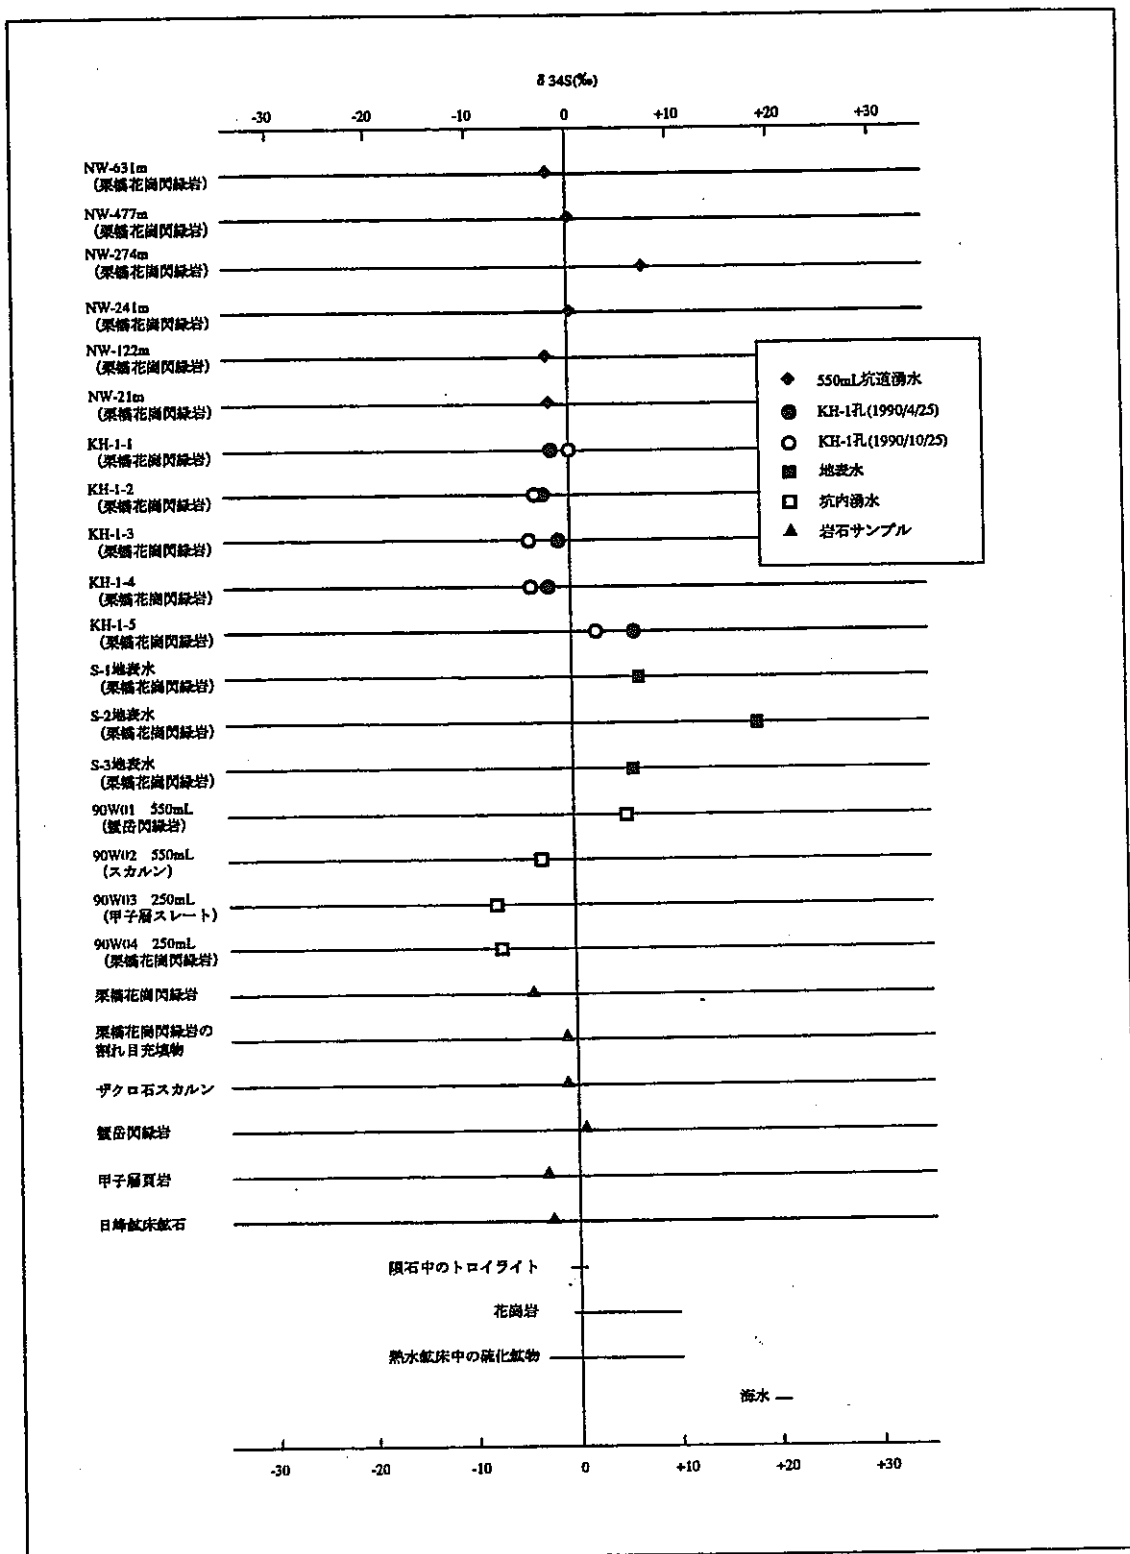 δ 34S(‰)
-30 -20 -10 0 +10 +20 +30
NW-631m
(栗橋花崗閃緑岩)
NW-477m
(栗橋花崗閃緑岩)
NW-274m
(栗橋花崗閃緑岩)
NW-241m
(栗橋花崗閃緑岩)
NW-122m
(栗橋花崗閃緑岩)
NW-21m
(栗橋花崗閃緑岩)
KH-1-1
(栗橋花崗閃緑岩)
KH-1-2
(栗橋花崗閃緑岩)
KH-1-3
(栗橋花崗閃緑岩)
KH-1-4
(栗橋花崗閃緑岩)
KH-1-5
(栗橋花崗閃緑岩)
S-1地表水
(栗橋花崗閃緑岩)
S-2地表水
(栗橋花崗閃緑岩)
S-3地表水
(栗橋花崗閃緑岩)
90W01 550mL
(蟹岳閃緑岩)
90W02 550mL
(スカルン)
90W03 250mL
(甲子層スレート)
90W04 250mL
(栗橋花崗閃緑岩)
栗橋花崗閃緑岩
栗橋花崗閃緑岩の
割れ目充填物
ザクロ石スカルン
蟹岳閃緑岩
甲子層頁岩
日峰鉱床鉱石
隕石中のトロイライト
花崗岩
熱水鉱床中の硫化鉱物
海水
-30 -20 -10 0 +10 +20 +30
550mL坑道湧水
KH-1孔(1990/4/25)
KH-1孔(1990/10/25)
地表水
坑内湧水
岩石サンプル